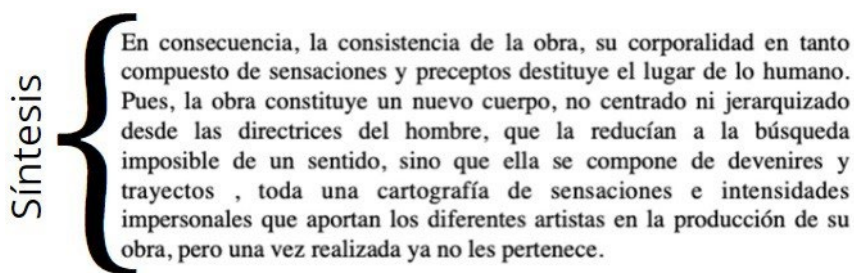 Síntesis
En consecuencia, la consistencia de la obra, su corporalidad en tanto
compuesto de sensaciones y preceptos destituye el lugar de lo humano.
Pues, la obra constituye un nuevo cuerpo, no centrado ni jerarquizado
desde las directrices del hombre, que la reducían a la búsqueda
imposible de un sentido, sino que ella se compone de devenires y
trayectos , toda una cartografía de sensaciones e intensidades
impersonales que aportan los diferentes artistas en la producción de su
obra, pero una vez realizada ya no les pertenece.